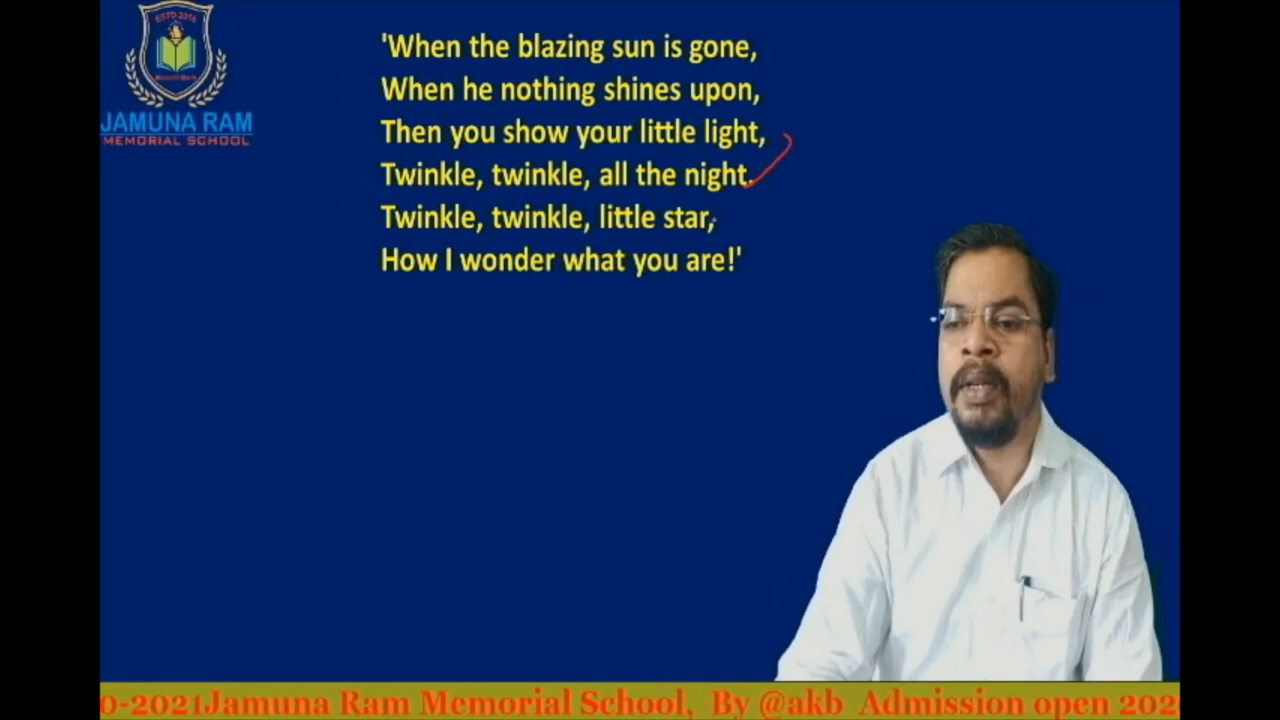 ESTD-2016
JAMUNA RAM
MEMORIAL SCHOOL
'When the blazing sun is gone,
When he nothing shines upon,
Then you show your little light,
Twinkle, twinkle, all the night.
Twinkle, twinkle, little star,
How I wonder what you are!'
0-2021Jamuna Ram Memorial School, By @akb Admission open 202